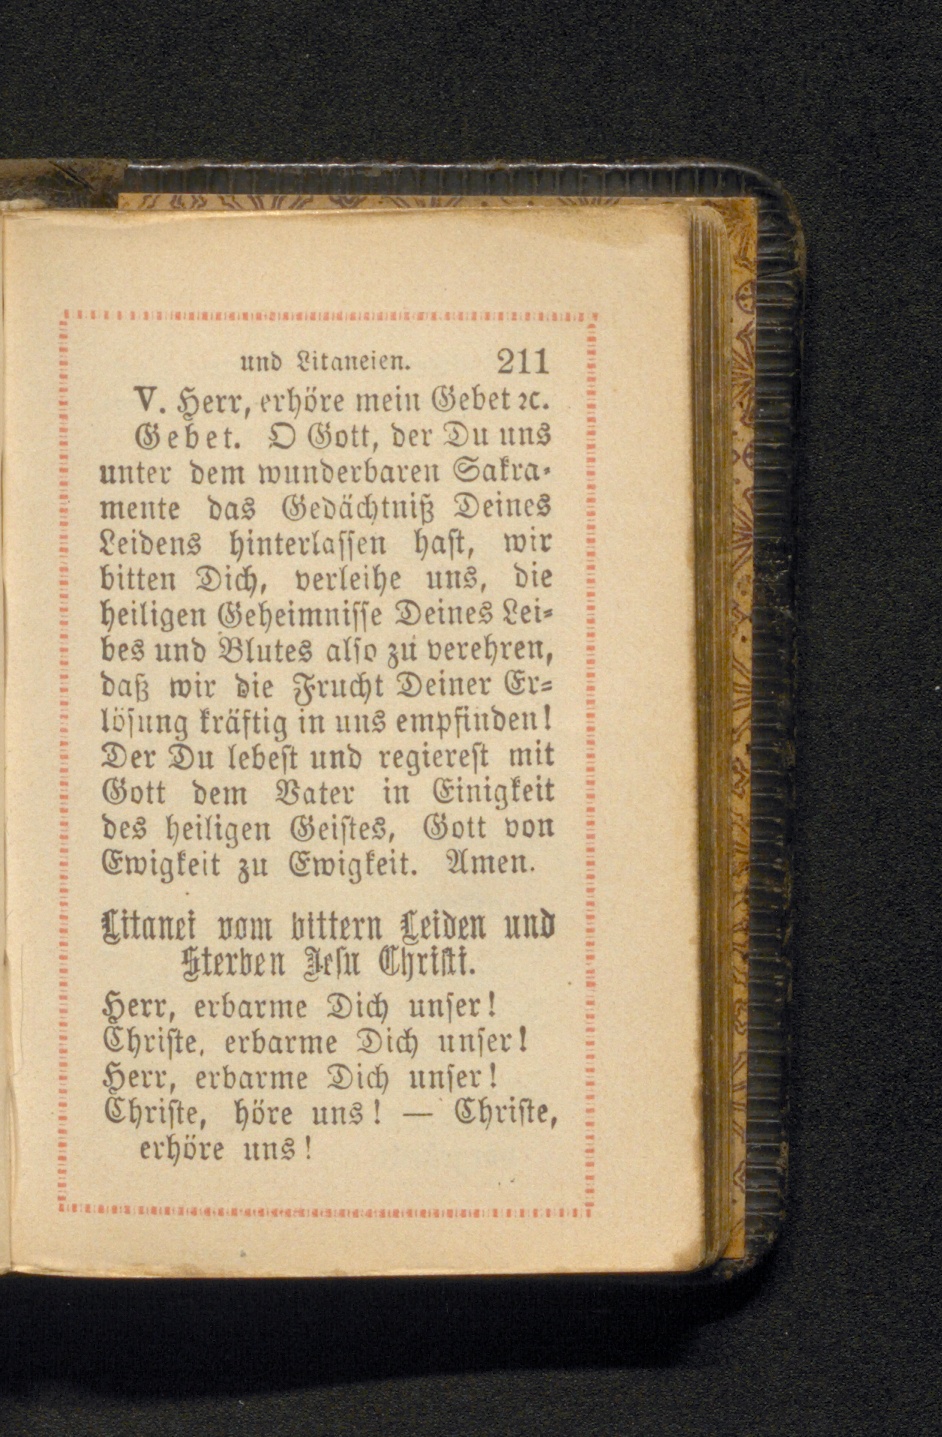 und Litaneien. 211
V. Herr, erhöre mein Gebet ꝛc.
Gebet. O Gott, der Du uns
unter dem wunderbaren Sakra-
mente das Gedächtniß Deines
Leidens hinterlassen hast, wir
bitten Dich, verleihe uns, die
heiligen Geheimnisse Deines Lei-
bes und Blutes also zu verehren,
daß wir die Frucht Deiner Er-
lösung kräftig in uns empfinden!
Der Du lebest und regierest mit
Gott dem Vater in Einigkeit
des heiligen Geistes, Gott von
Ewigkeit zu Ewigkeit. Amen.
Litanei vom bittern Leiden und
Sterben Jesu Christi.
Herr, erbarme Dich unser!
Christe, erbarme Dich unser!
Herr, erbarme Dich unser!
Christe, höre uns! — Christe,
erhöre uns!